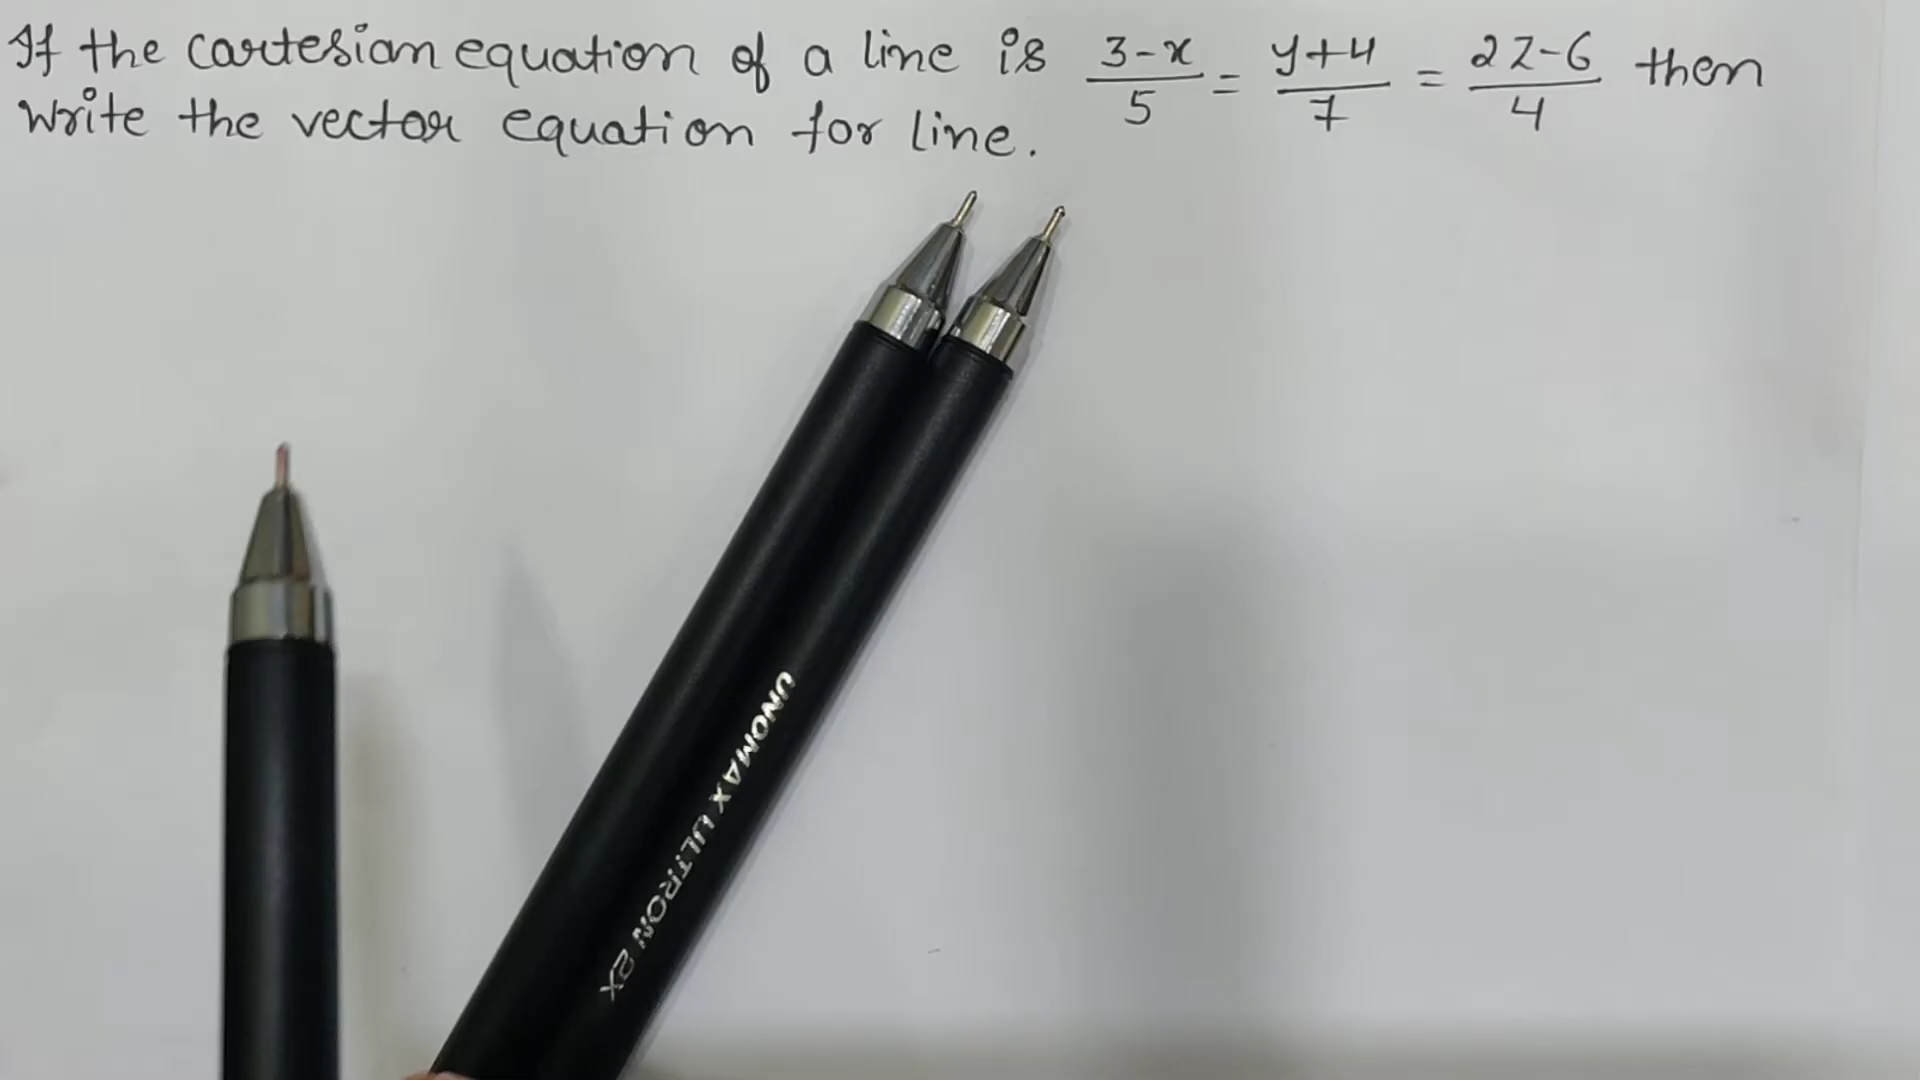 If the cartesian equation of a line is 3-x/5 = y+4/7 = 2z-6/4 then
write the vector equation for line.
UNOMAX ULTRON 2X